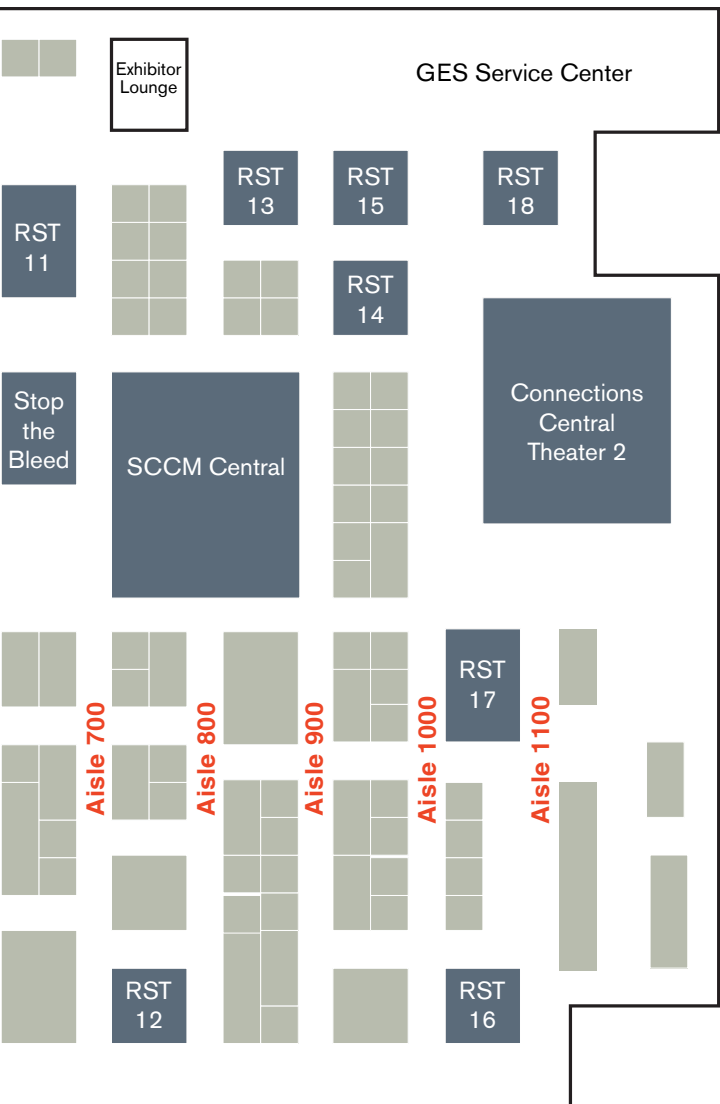 Exhibitor
Lounge
GES Service Center
RST
13
RST
15
RST
18
RST
11
RST
14
Stop
the
Bleed
SCCM Central
Connections
Central
Theater 2
RST
17
Aisle 700
Aisle 800
Aisle 900
Aisle 1000
Aisle 1100
RST
12
RST
16